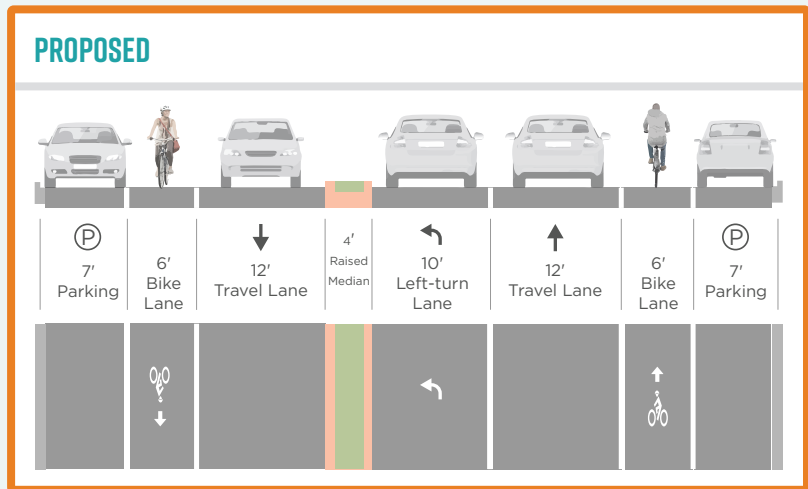 PROPOSED
P
7'
Parking
6'
Bike
Lane
12'
Travel Lane
4'
Raised
Median
10'
Left-turn
Lane
12'
Travel Lane
6'
Bike
Lane
P
7'
Parking